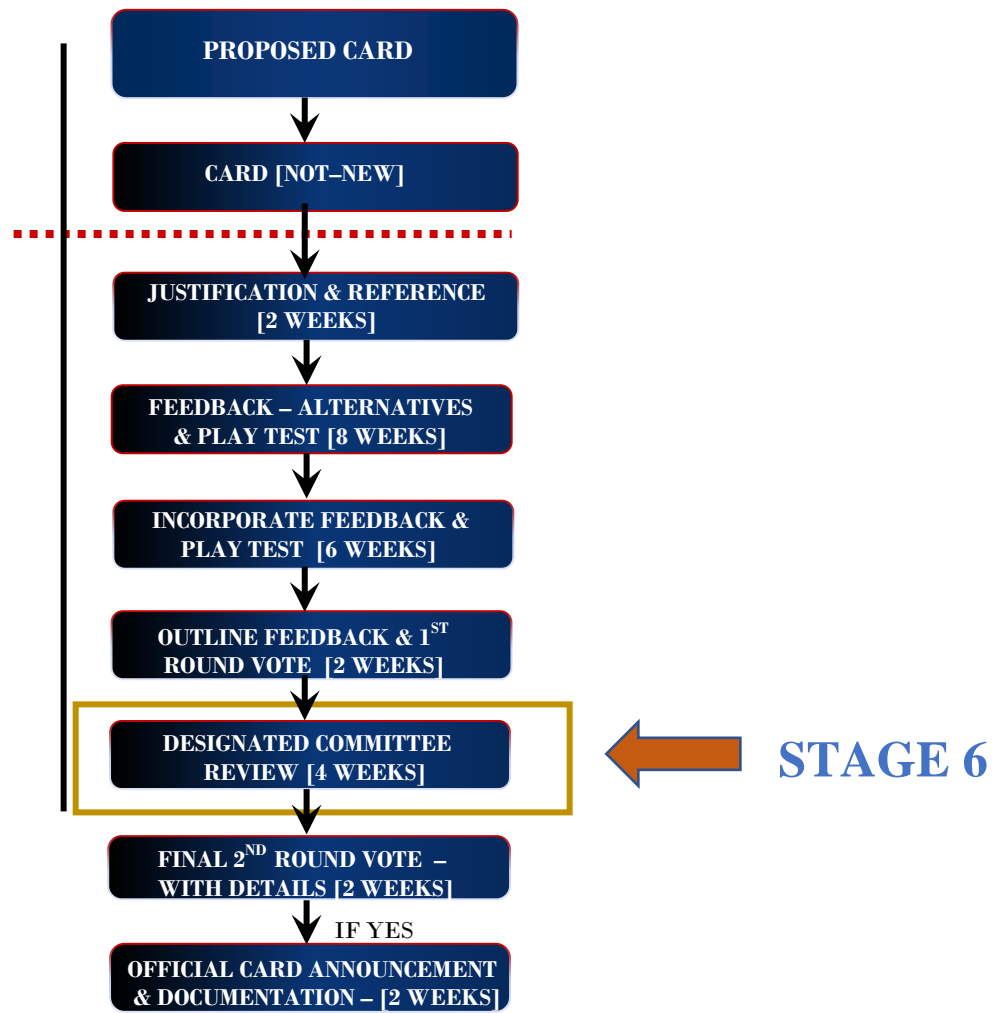 PROPOSED CARD
CARD [NOT–NEW]
JUSTIFICATION & REFERENCE
[2 WEEKS]
FEEDBACK – ALTERNATIVES
& PLAY TEST [8 WEEKS]
INCORPORATE FEEDBACK &
PLAY TEST [6 WEEKS]
OUTLINE FEEDBACK & 1ST
ROUND VOTE [2 WEEKS]
DESIGNATED COMMITTEE
REVIEW [4 WEEKS]
STAGE 6
FINAL 2ND ROUND VOTE –
WITH DETAILS [2 WEEKS]
IF YES
OFFICIAL CARD ANNOUNCEMENT
& DOCUMENTATION – [2 WEEKS]